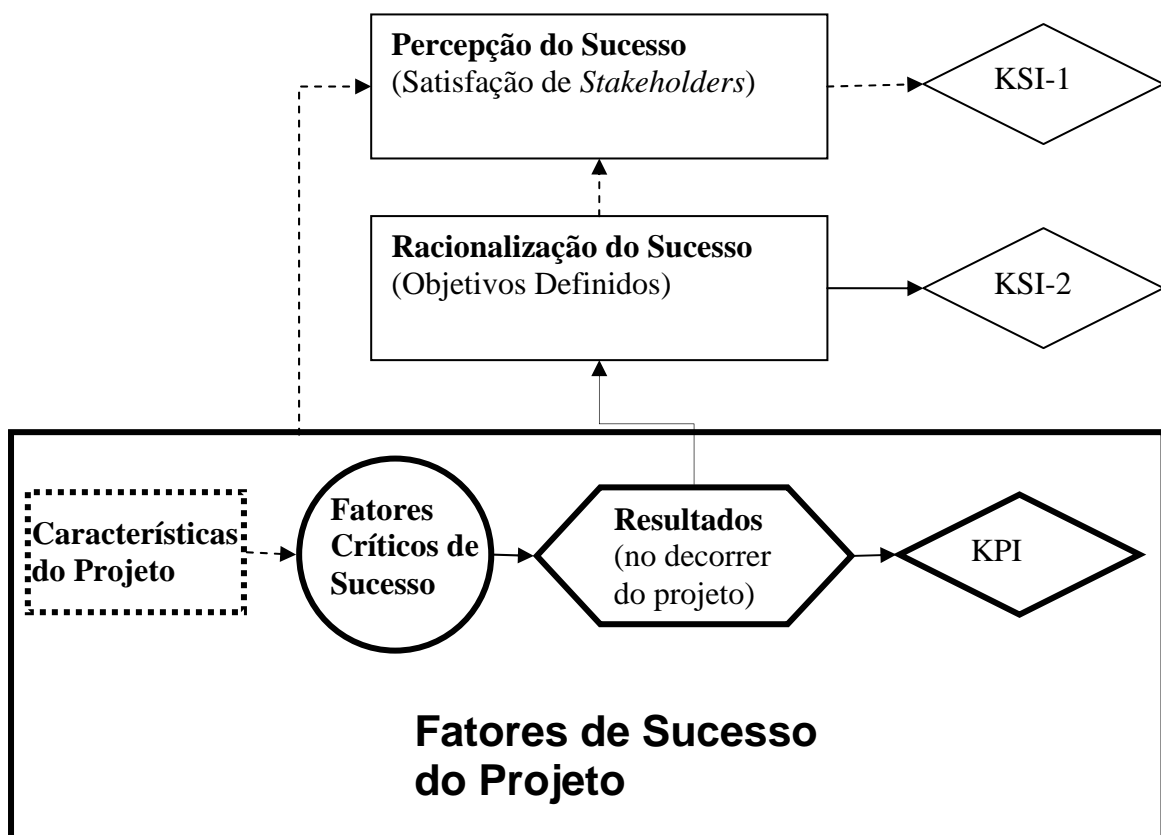 Percepção do Sucesso
(Satisfação de Stakeholders)
KSI-1
Racionalização do Sucesso
(Objetivos Definidos)
KSI-2
Características
do Projeto
Fatores
Críticos de
Sucesso
Resultados
(no decorrer
do projeto)
KPI
Fatores de Sucesso
do Projeto